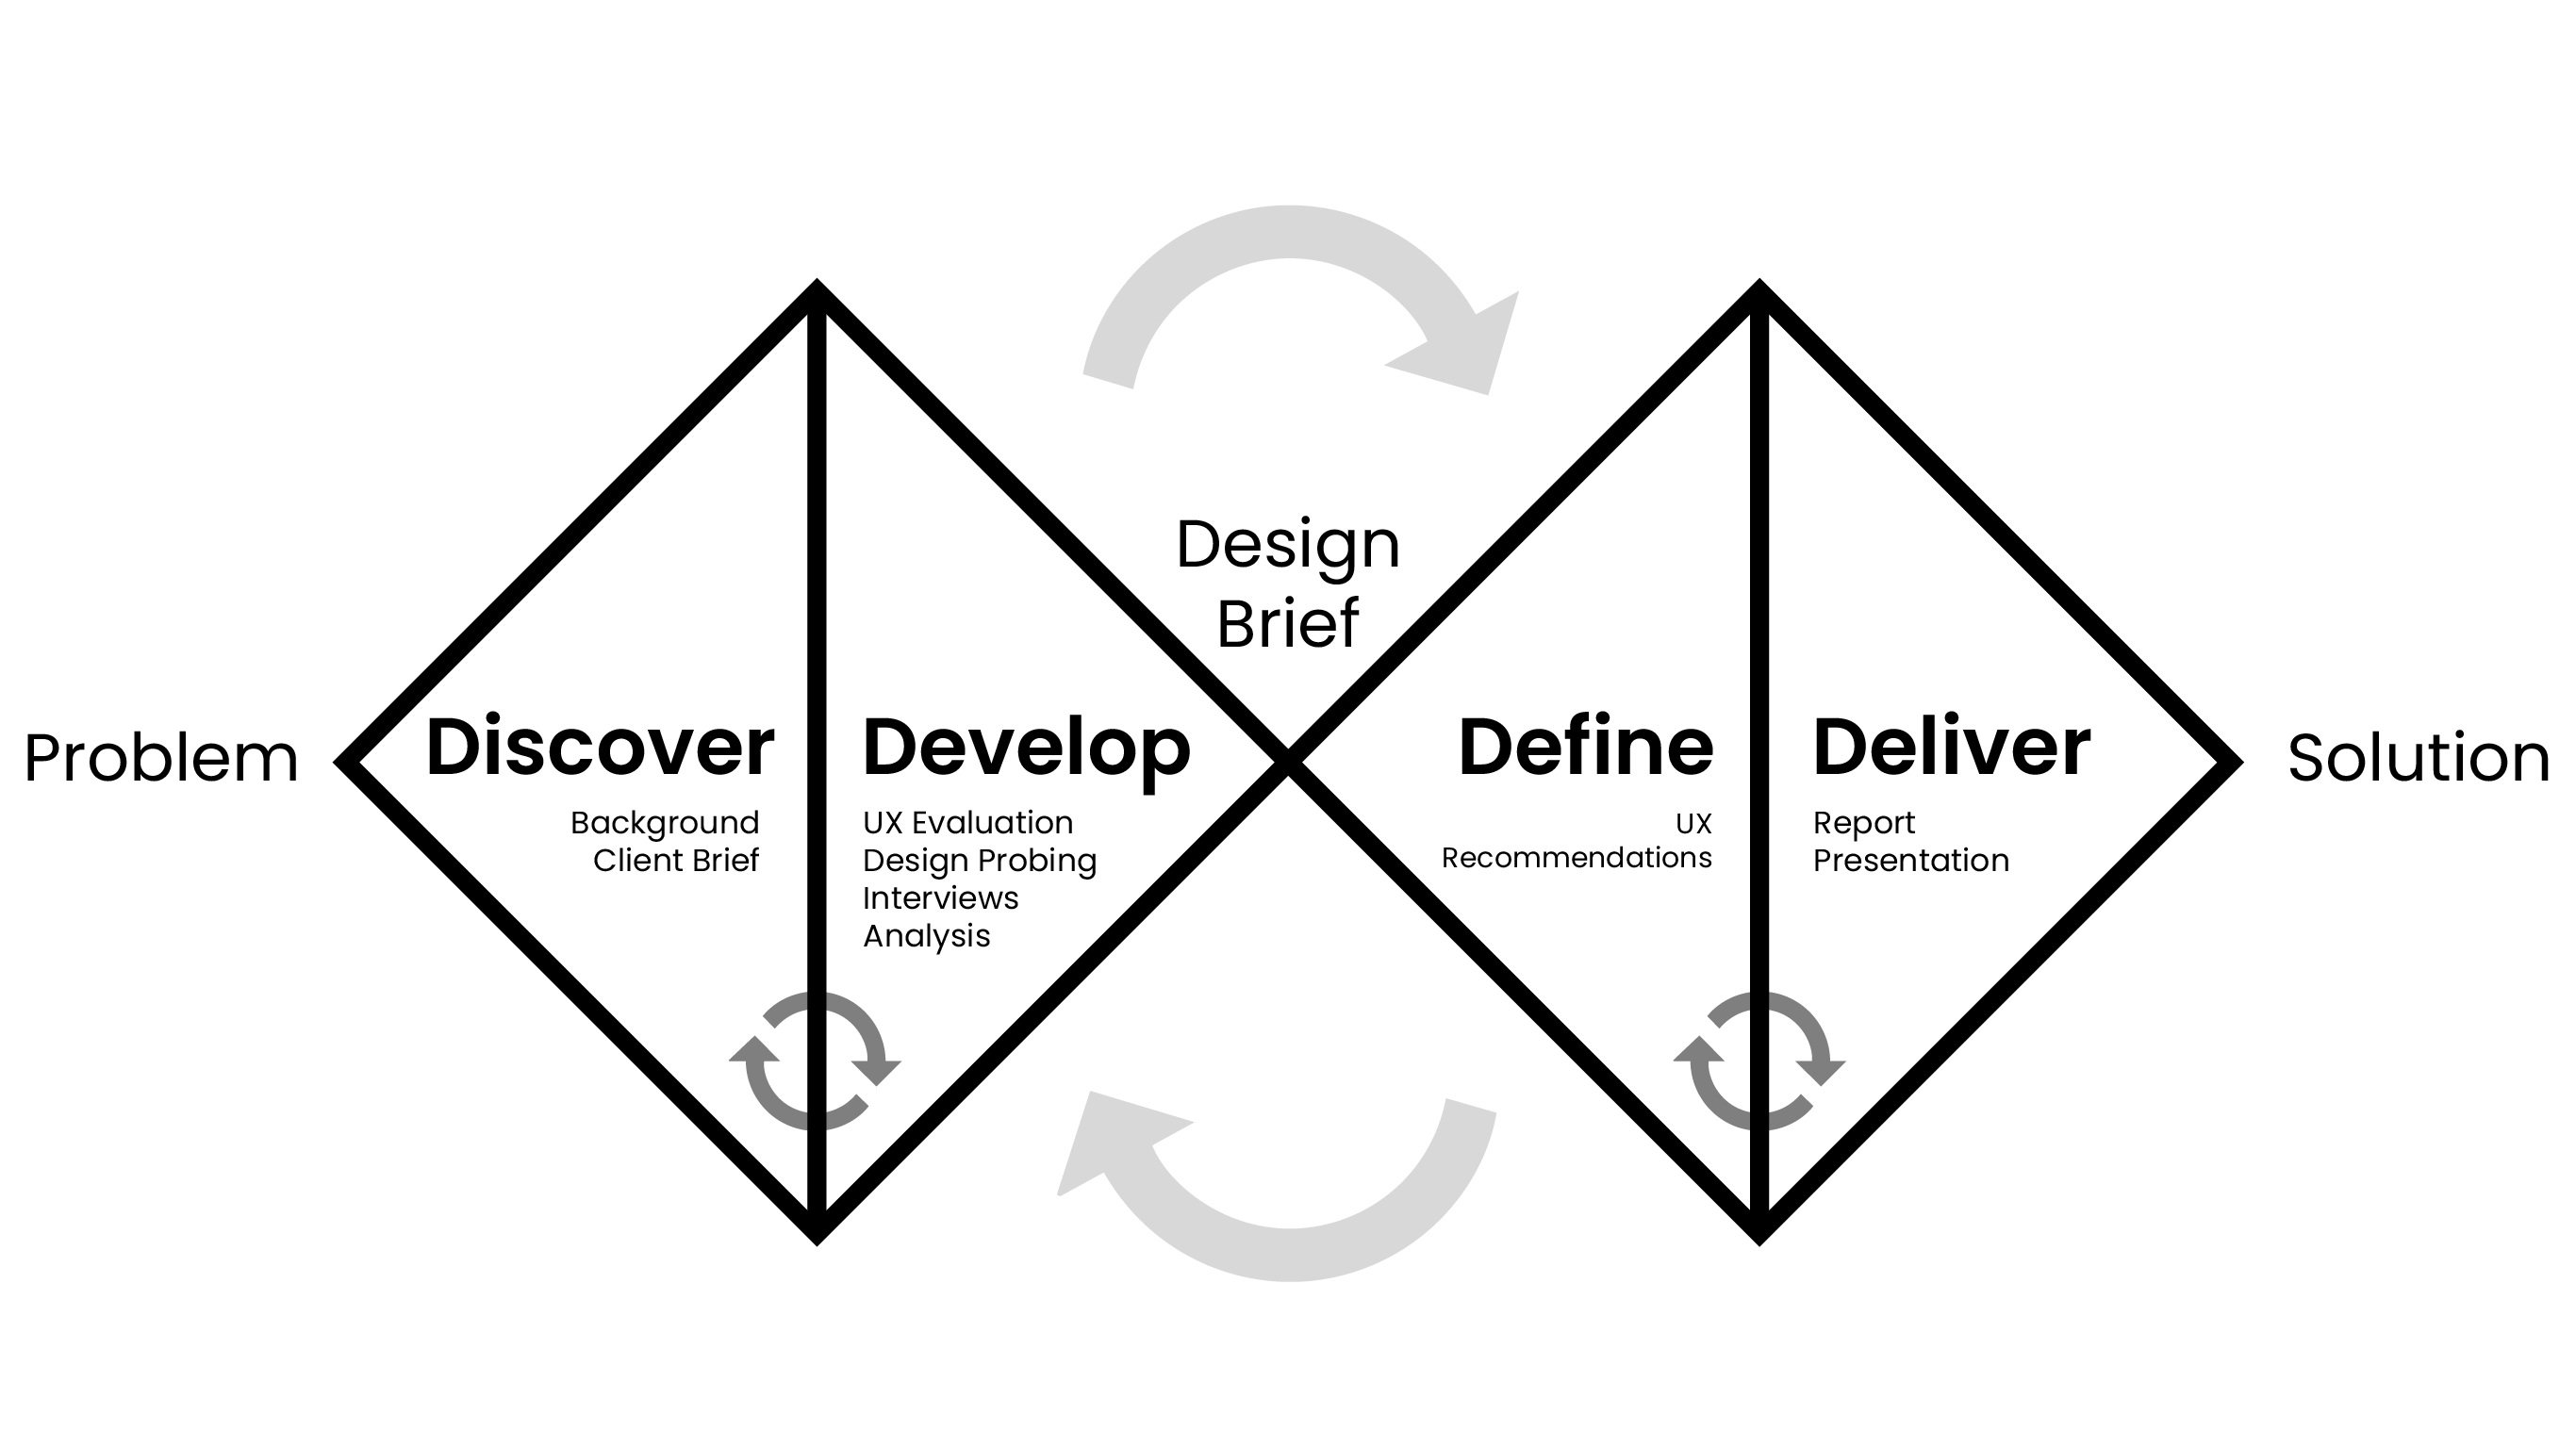 Problem
Discover
Background
Client Brief
Develop
UX Evaluation
Design Probing
Interviews
Analysis
Design
Brief
Define
UX
Recommendations
Deliver
Report
Presentation
Solution